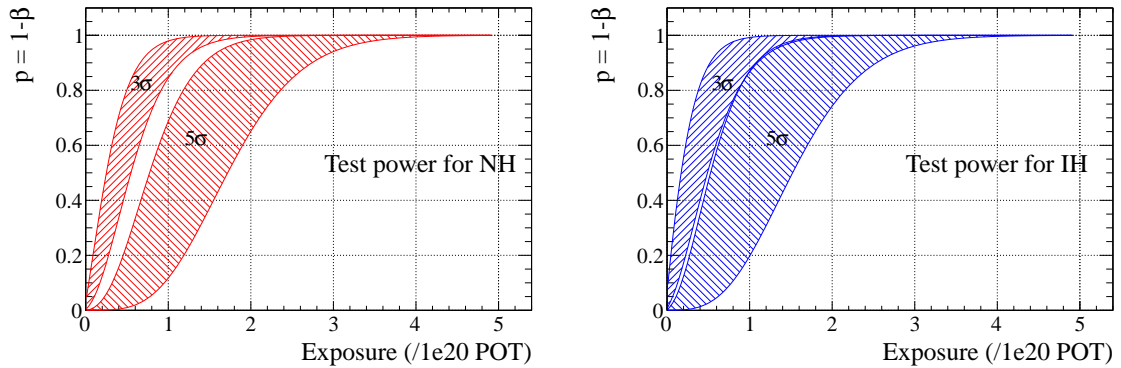 p = 1-β
1
0.8
0.6
0.4
0.2
0
3σ
5σ
Test power for NH
0 1 2 3 4 5
Exposure (/1e20 POT)
p = 1-β
1
0.8
0.6
0.4
0.2
0
3σ
5σ
Test power for IH
0 1 2 3 4 5
Exposure (/1e20 POT)